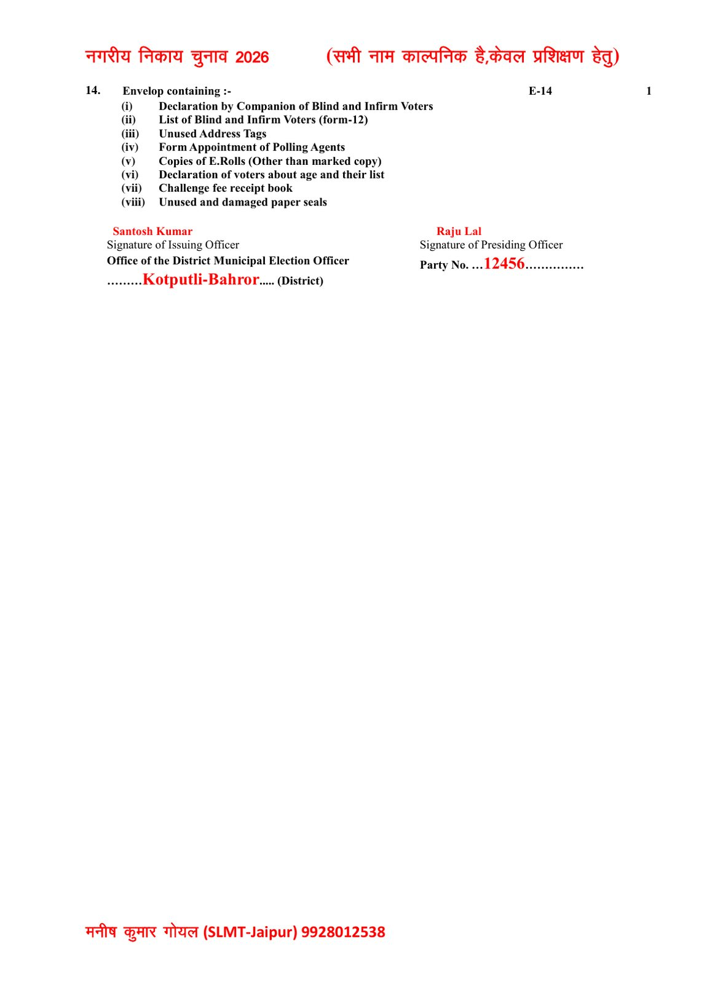 नगरीय निकाय चुनाव 2026 (सभी नाम काल्पनिक है,केवल प्रशिक्षण हेतु)
14. Envelop containing :- E-14 1
(i) Declaration by Companion of Blind and Infirm Voters
(ii) List of Blind and Infirm Voters (form-12)
(iii) Unused Address Tags
(iv) Form Appointment of Polling Agents
(v) Copies of E.Rolls (Other than marked copy)
(vi) Declaration of voters about age and their list
(vii) Challenge fee receipt book
(viii) Unused and damaged paper seals
Santosh Kumar Raju Lal
Signature of Issuing Officer Signature of Presiding Officer
Office of the District Municipal Election Officer Party No. …12456……………
………Kotputli-Bahror..... (District)
मनीष कुमार गोयल (SLMT-Jaipur) 9928012538